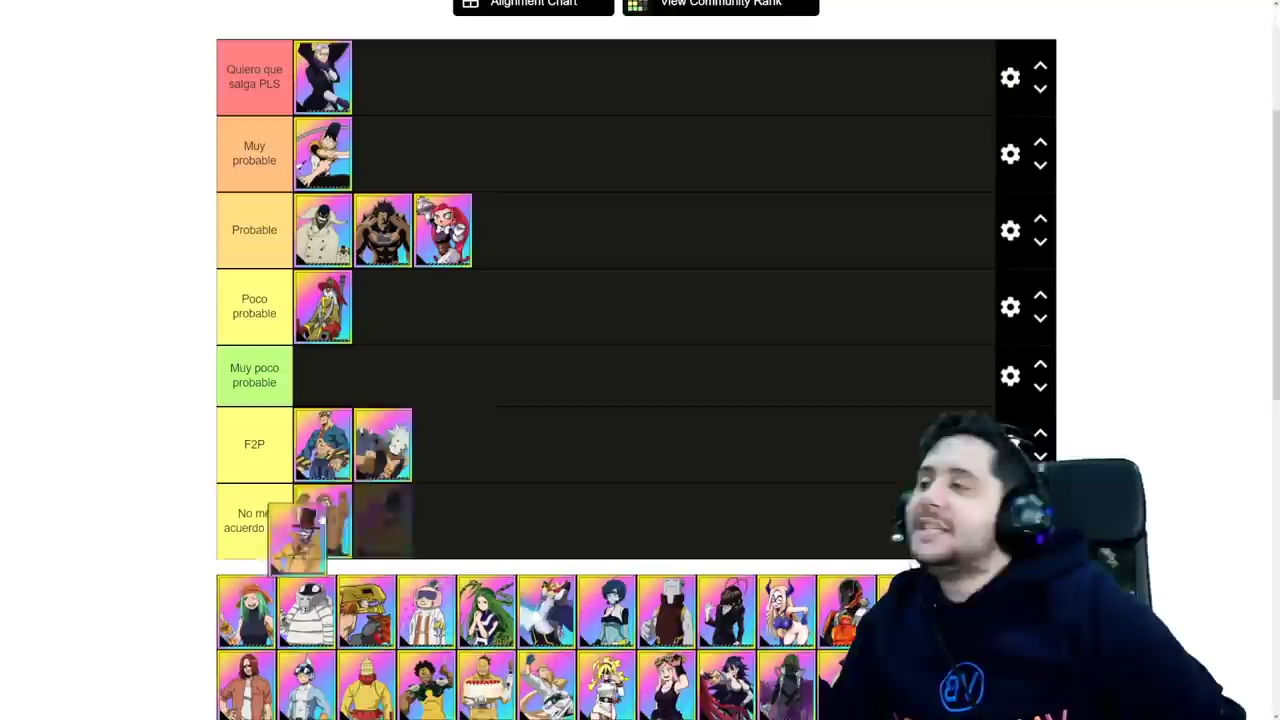 Alignment Chart
View Community Rank
Quiero que
salga PLS
Muy
probable
Probable
Poco
probable
Muy poco
probable
F2P
No me
acuerdo